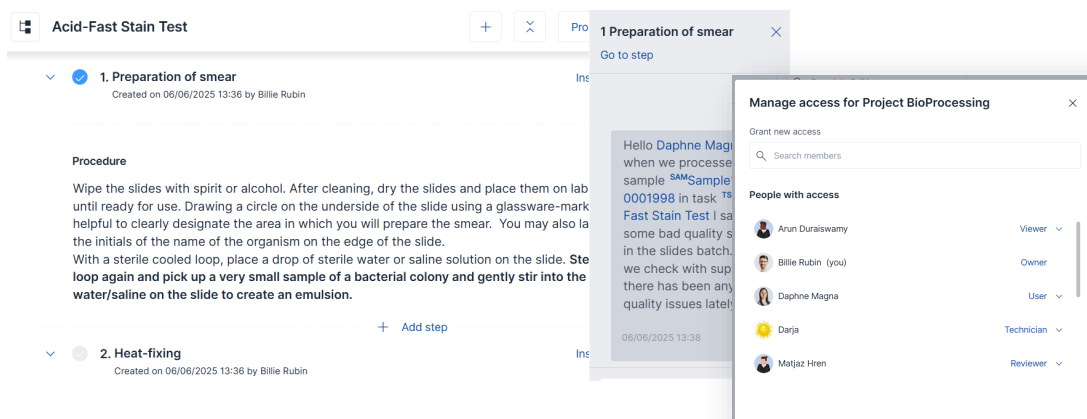 Acid-Fast Stain Test
Pro
1. Preparation of smear
Ins
Created on 06/06/2025 13:36 by Billie Rubin
Procedure
Wipe the slides with spirit or alcohol. After cleaning, dry the slides and place them on lab
until ready for use. Drawing a circle on the underside of the slide using a glassware-mark
helpful to clearly designate the area in which you will prepare the smear. You may also la
the initials of the name of the organism on the edge of the slide.
With a sterile cooled loop, place a drop of sterile water or saline solution on the slide. Ste
loop again and pick up a very small sample of a bacterial colony and gently stir into the
water/saline on the slide to create an emulsion.
Add step
2. Heat-fixing
Ins
Created on 06/06/2025 13:36 by Billie Rubin
1 Preparation of smear
Go to step
Hello Daphne Magn
when we processe
sample SAM Sample
0001998 in task TS
Fast Stain Test I sa
some bad quality s
in the slides batch.
we check with sup
there has been any
quality issues lately
06/06/2025 13:38
Manage access for Project BioProcessing
Grant new access
Search members
People with access
Arun Duraiswamy
Viewer
Billie Rubin (you)
Owner
Daphne Magna
User
Darja
Technician
Matjaz Hren
Reviewer